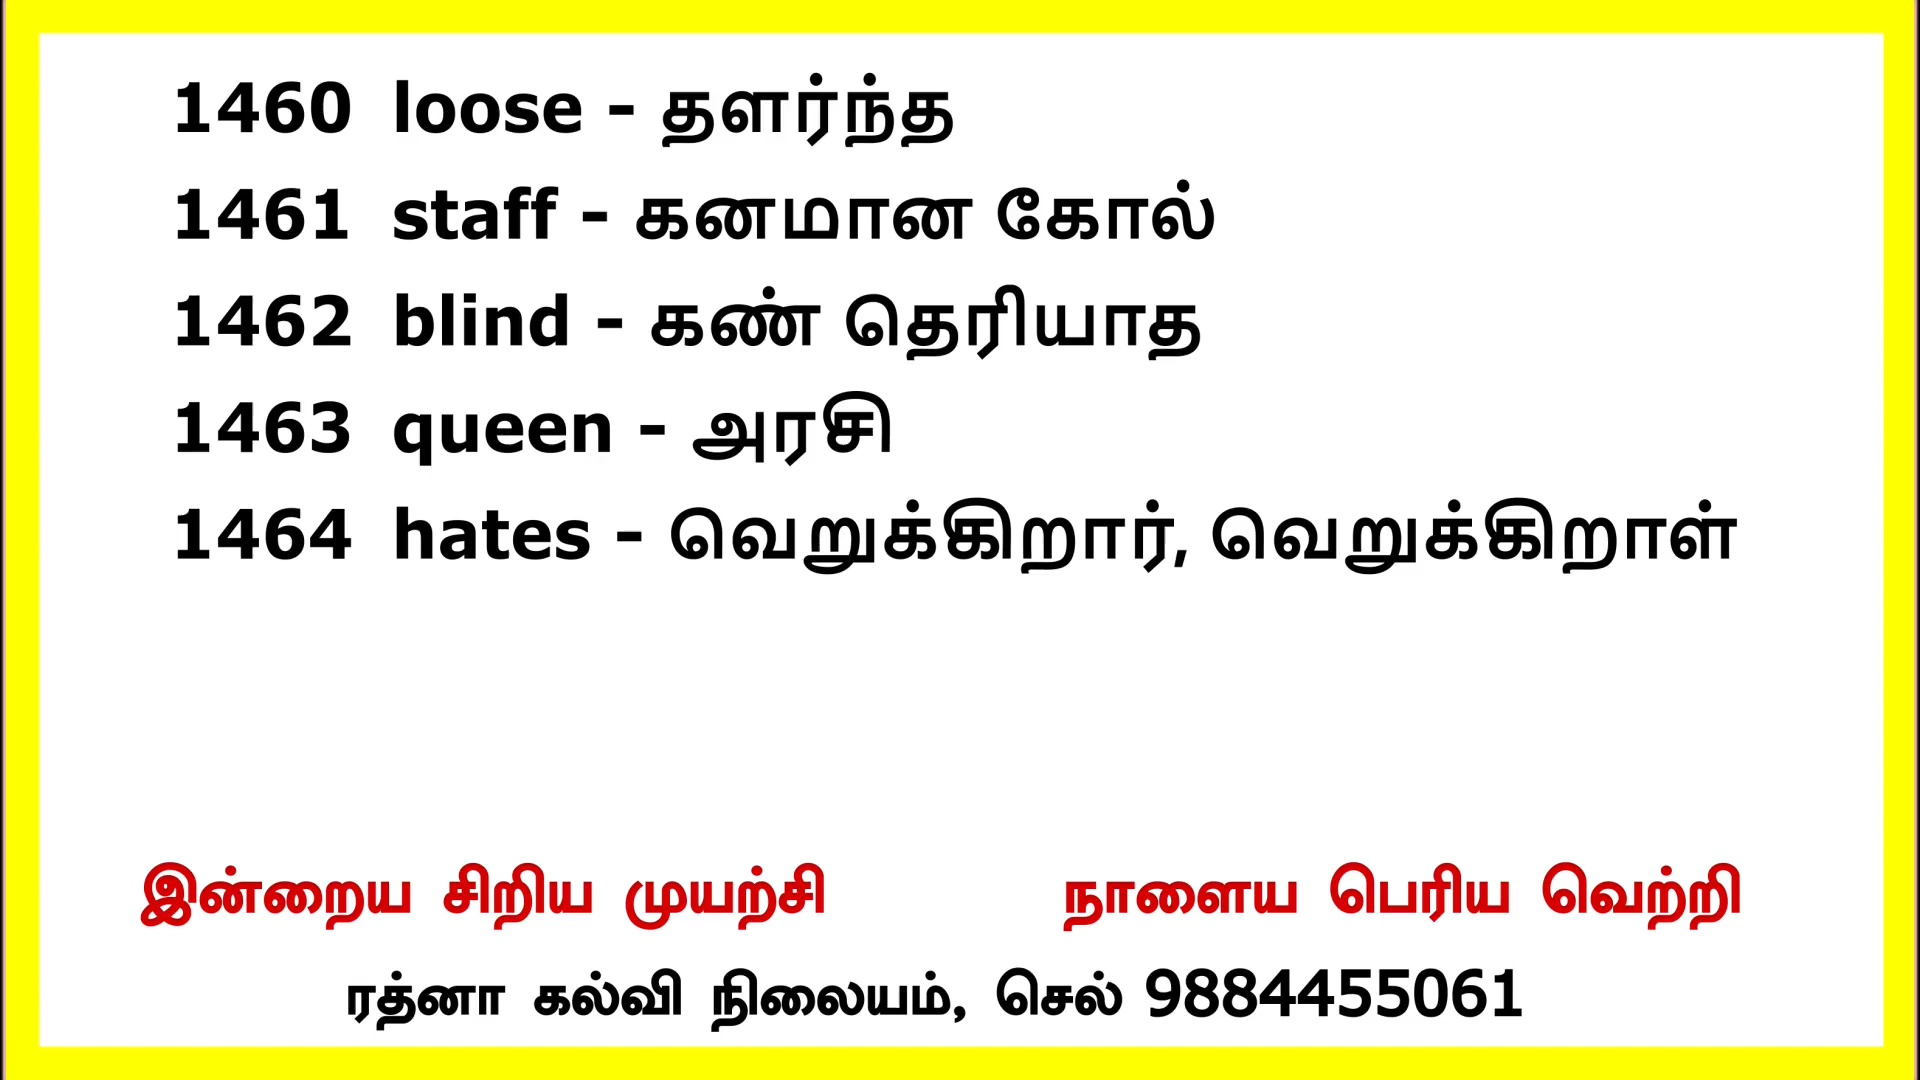 1460 loose - தளர்ந்த
1461 staff - கனமான கோல்
1462 blind - கண் தெரியாத
1463 queen - அரசி
1464 hates - வெறுக்கிறார், வெறுக்கிறாள்
இன்றைய சிறிய முயற்சி நாளைய பெரிய வெற்றி
ரத்னா கல்வி நிலையம், செல் 9884455061